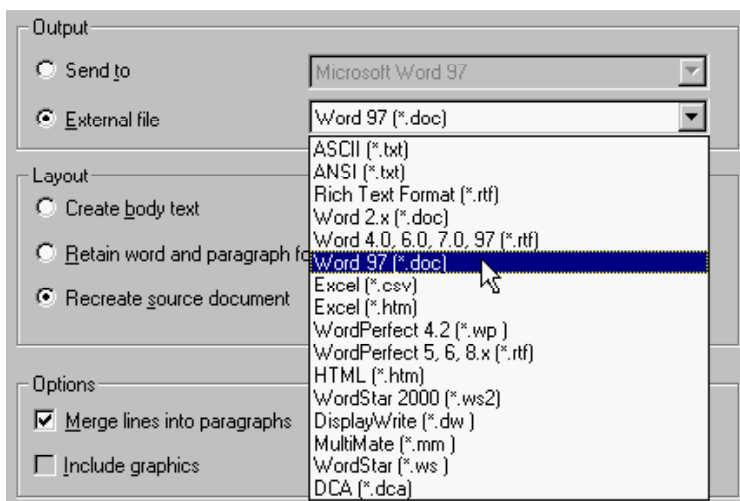 Output
Send to
Microsoft Word 97
External file
Word 97 (*.doc)
ASCII (*.txt)
ANSI (*.txt)
Rich Text Format (*.rtf)
Word 2.x (*.doc)
Word 4.0, 6.0, 7.0, 97 (*.rtf)
Word 97 (*.doc)
Excel (*.csv)
Excel (*.htm)
WordPerfect 4.2 (*.wp )
WordPerfect 5, 6, 8.x (*.rtf)
HTML (*.htm)
WordStar 2000 (*.ws2)
DisplayWrite (*.dw )
MultiMate (*.mm )
WordStar (*.ws )
DCA (*.dca)
Layout
Create body text
Retain word and paragraph fo
Recreate source document
Options
Merge lines into paragraphs
Include graphics